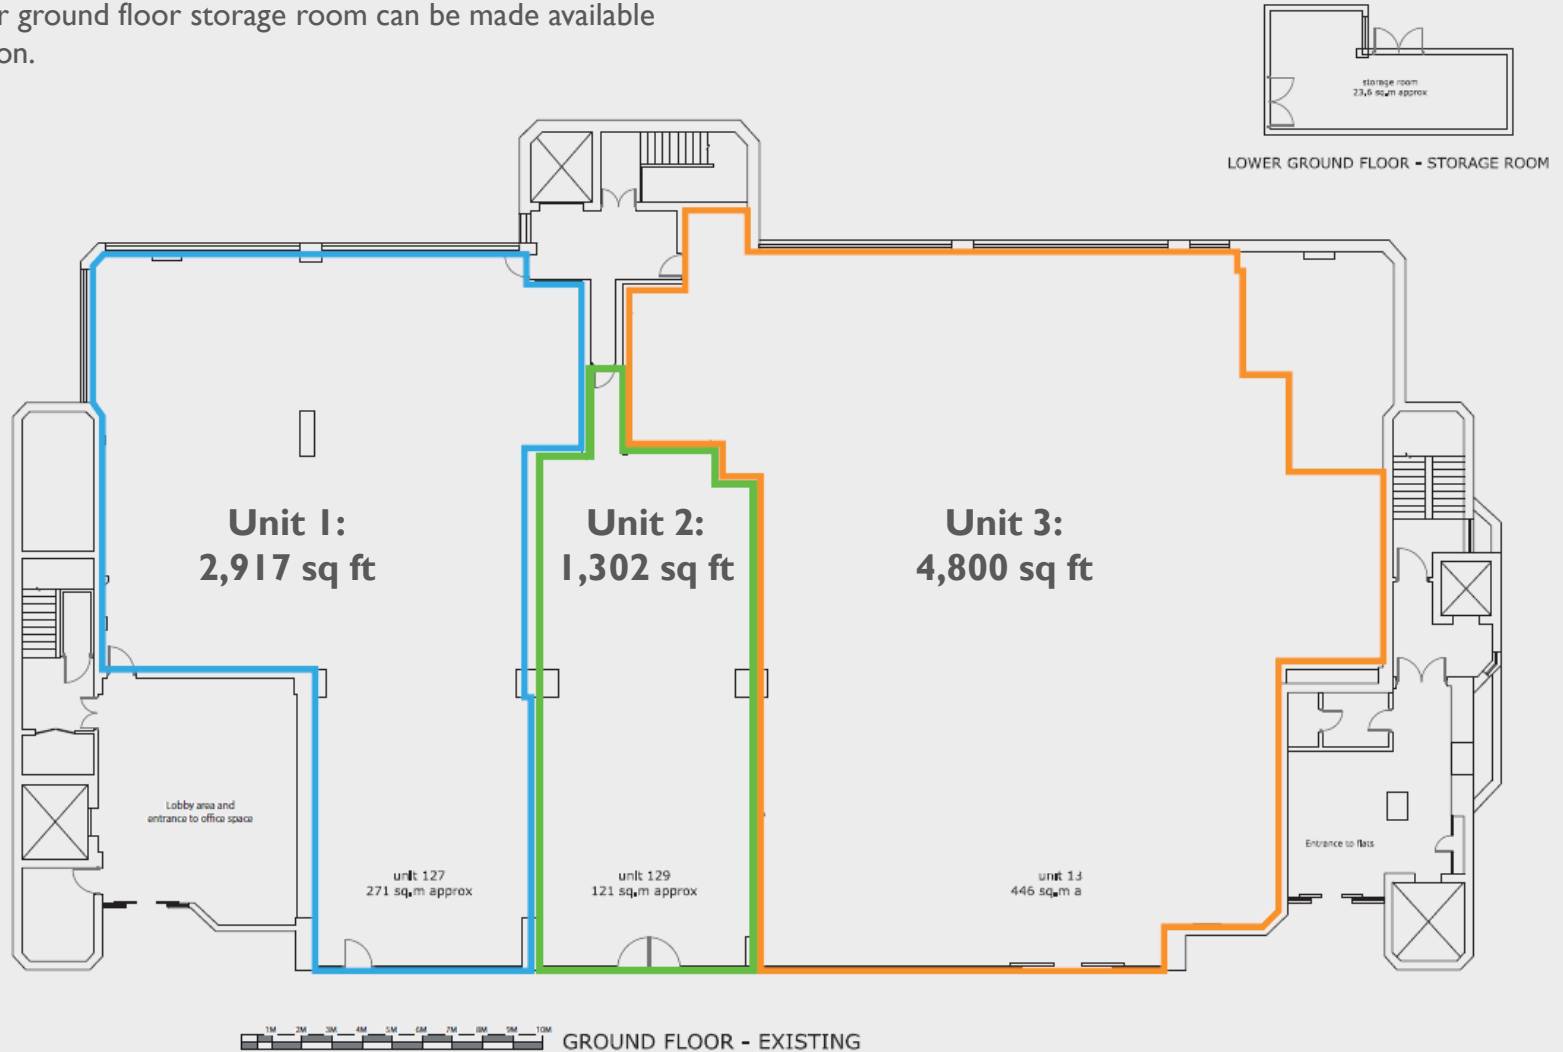 r ground floor storage room can be made available
on.
storage room
23,6 sq.m approx
LOWER GROUND FLOOR - STORAGE ROOM
Unit 1:
2,917 sq ft
Unit 2:
1,302 sq ft
Unit 3:
4,800 sq ft
Lobby area and
entrance to office space
unit 127
271 sq.m approx
unit 129
121 sq.m approx
unit 13
446 sq.m a
Entrance to flats
1M 2M 3M 4M 5M 6M 7M 8M 9M 10M
GROUND FLOOR - EXISTING